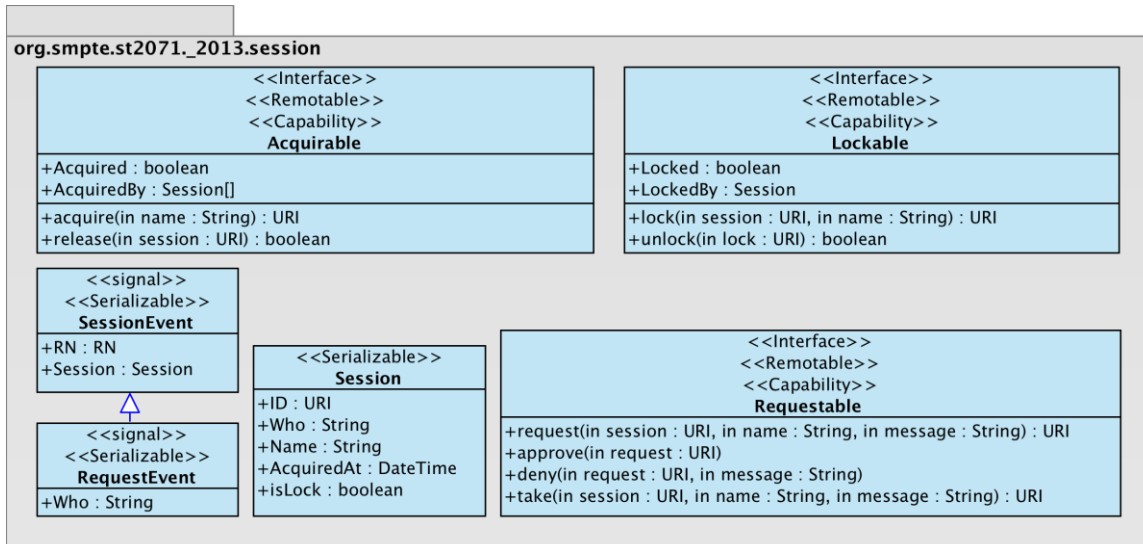 org.smpte.st2071._2013.session
<<Interface>>
<<Remotable>>
<<Capability>>
Acquirable
+Acquired : boolean
+AcquiredBy : Session[]
+acquire(in name : String) : URI
+release(in session : URI) : boolean
<<Interface>>
<<Remotable>>
<<Capability>>
Lockable
+Locked : boolean
+LockedBy : Session
+lock(in session : URI, in name : String) : URI
+unlock(in lock : URI) : boolean
<<signal>>
<<Serializable>>
SessionEvent
+RN : RN
+Session : Session
<<signal>>
<<Serializable>>
RequestEvent
+Who : String
<<Serializable>>
Session
+ID : URI
+Who : String
+Name : String
+AcquiredAt : DateTime
+isLock : boolean
<<Interface>>
<<Remotable>>
<<Capability>>
Requestable
+request(in session : URI, in name : String, in message : String) : URI
+approve(in request : URI)
+deny(in request : URI, in message : String)
+take(in session : URI, in name : String, in message : String) : URI